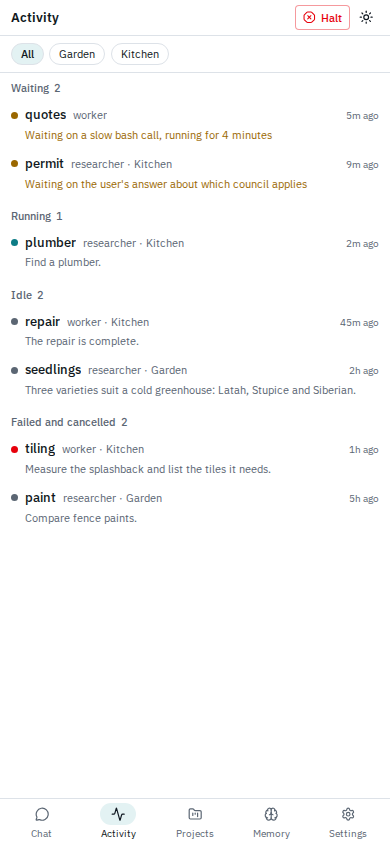 Activity
Halt
All
Garden
Kitchen
Waiting 2
quotes worker 5m ago
Waiting on a slow bash call, running for 4 minutes
permit researcher · Kitchen 9m ago
Waiting on the user's answer about which council applies
Running 1
plumber researcher · Kitchen 2m ago
Find a plumber.
Idle 2
repair worker · Kitchen 45m ago
The repair is complete.
seedlings researcher · Garden 2h ago
Three varieties suit a cold greenhouse: Latah, Stupice and Siberian.
Failed and cancelled 2
tiling worker · Kitchen 1h ago
Measure the splashback and list the tiles it needs.
paint researcher · Garden 5h ago
Compare fence paints.
Chat
Activity
Projects
Memory
Settings